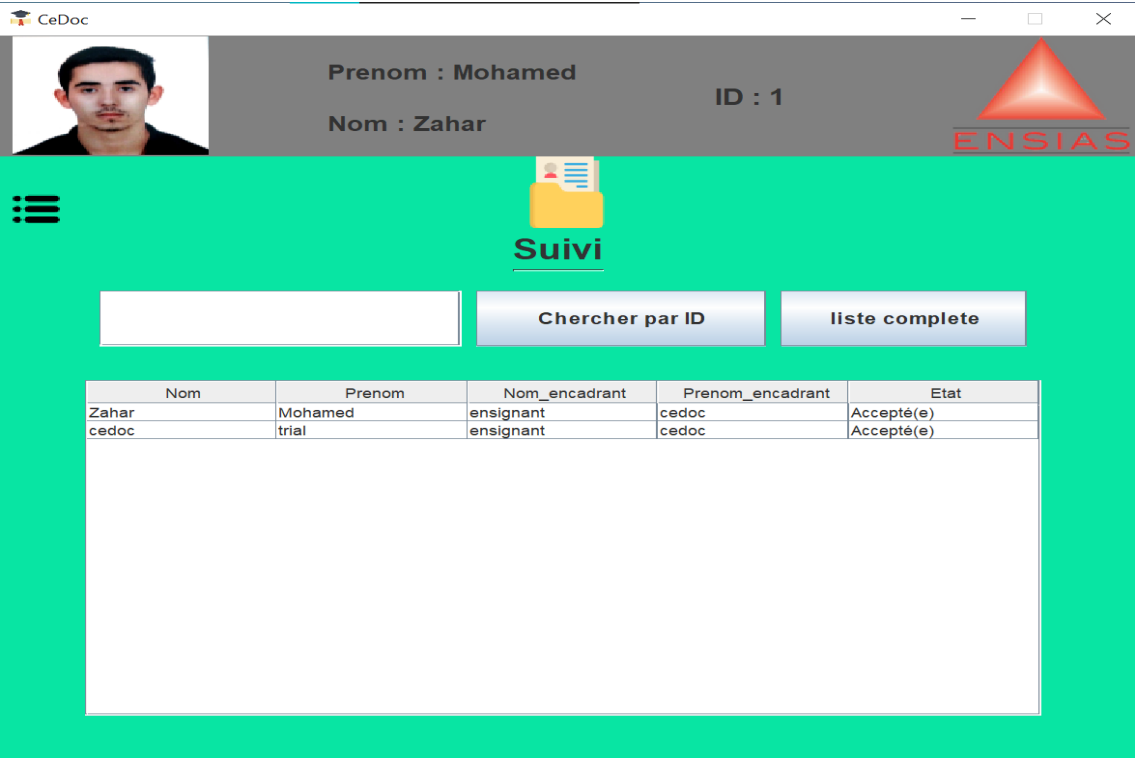 CeDoc
Prenom : Mohamed
ID : 1
Nom : Zahar
ENSIAS
Suivi
Chercher par ID
liste complete
Nom Prenom Nom_encadrant Prenom_encadrant Etat
Zahar Mohamed ensignant cedoc Accepté(e)
cedoc trial ensignant cedoc Accepté(e)